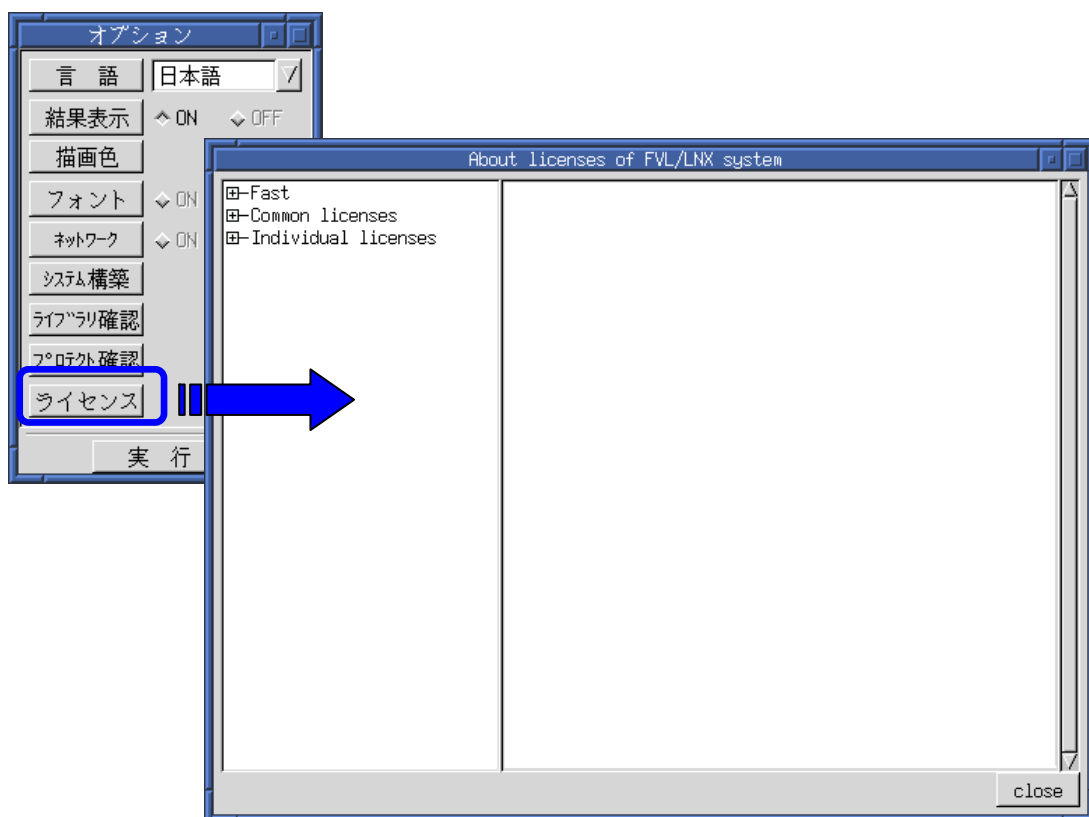 オプション
言 語 日本語
結果表示 ON OFF
描画色
フォント ON
ネットワーク ON
システム構築
ライブラリ確認
プロテクト確認
ライセンス
実 行
About licenses of FVL/LNX system
Fast
Common licenses
Individual licenses
close